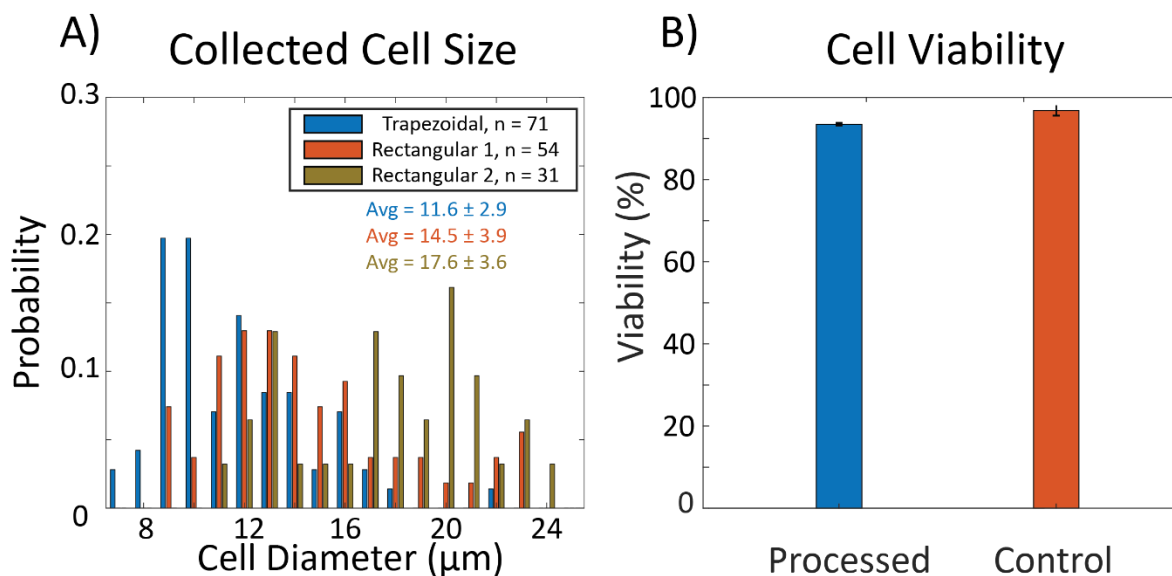 A)
Collected Cell Size
0.3
0.2
0.1
0
Probability
Trapezoidal, n = 71
Rectangular 1, n = 54
Rectangular 2, n = 31
Avg = 11.6 ± 2.9
Avg = 14.5 ± 3.9
Avg = 17.6 ± 3.6
8 12 16 20 24
Cell Diameter (µm)
B)
Cell Viability
100
80
60
40
20
0
Viability (%)
Processed Control